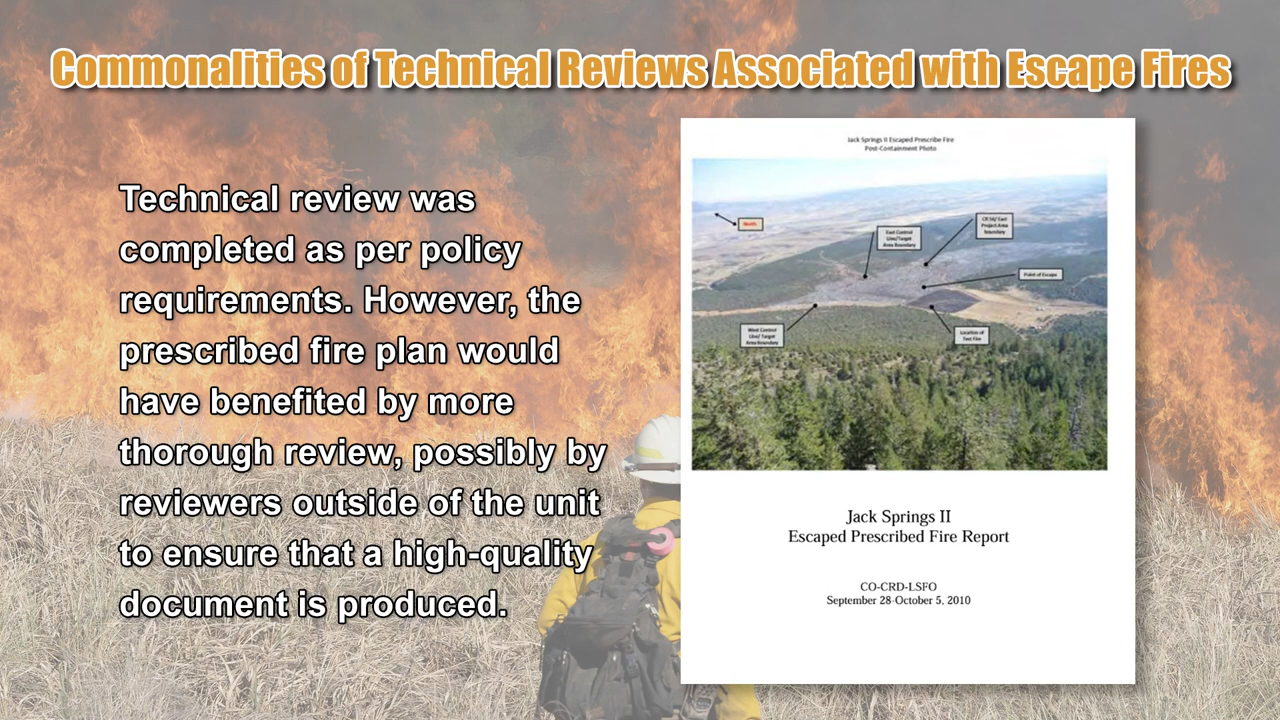 Commonalities of Technical Reviews Associated with Escape Fires
Technical review was
completed as per policy
requirements. However, the
prescribed fire plan would
have benefited by more
thorough review, possibly by
reviewers outside of the unit
to ensure that a high-quality
document is produced.
Jack Springs II Escaped Prescribe Fire
Post-Containment Photo
North
East Control
Line/Target
Area Boundary
CR 54/ East
Project Area
boundary
Point of Escape
West Control
Line/ Target
Area Boundary
Location of
Test Fire
Jack Springs II
Escaped Prescribed Fire Report
CO-CRD-LSFO
September 28-October 5, 2010